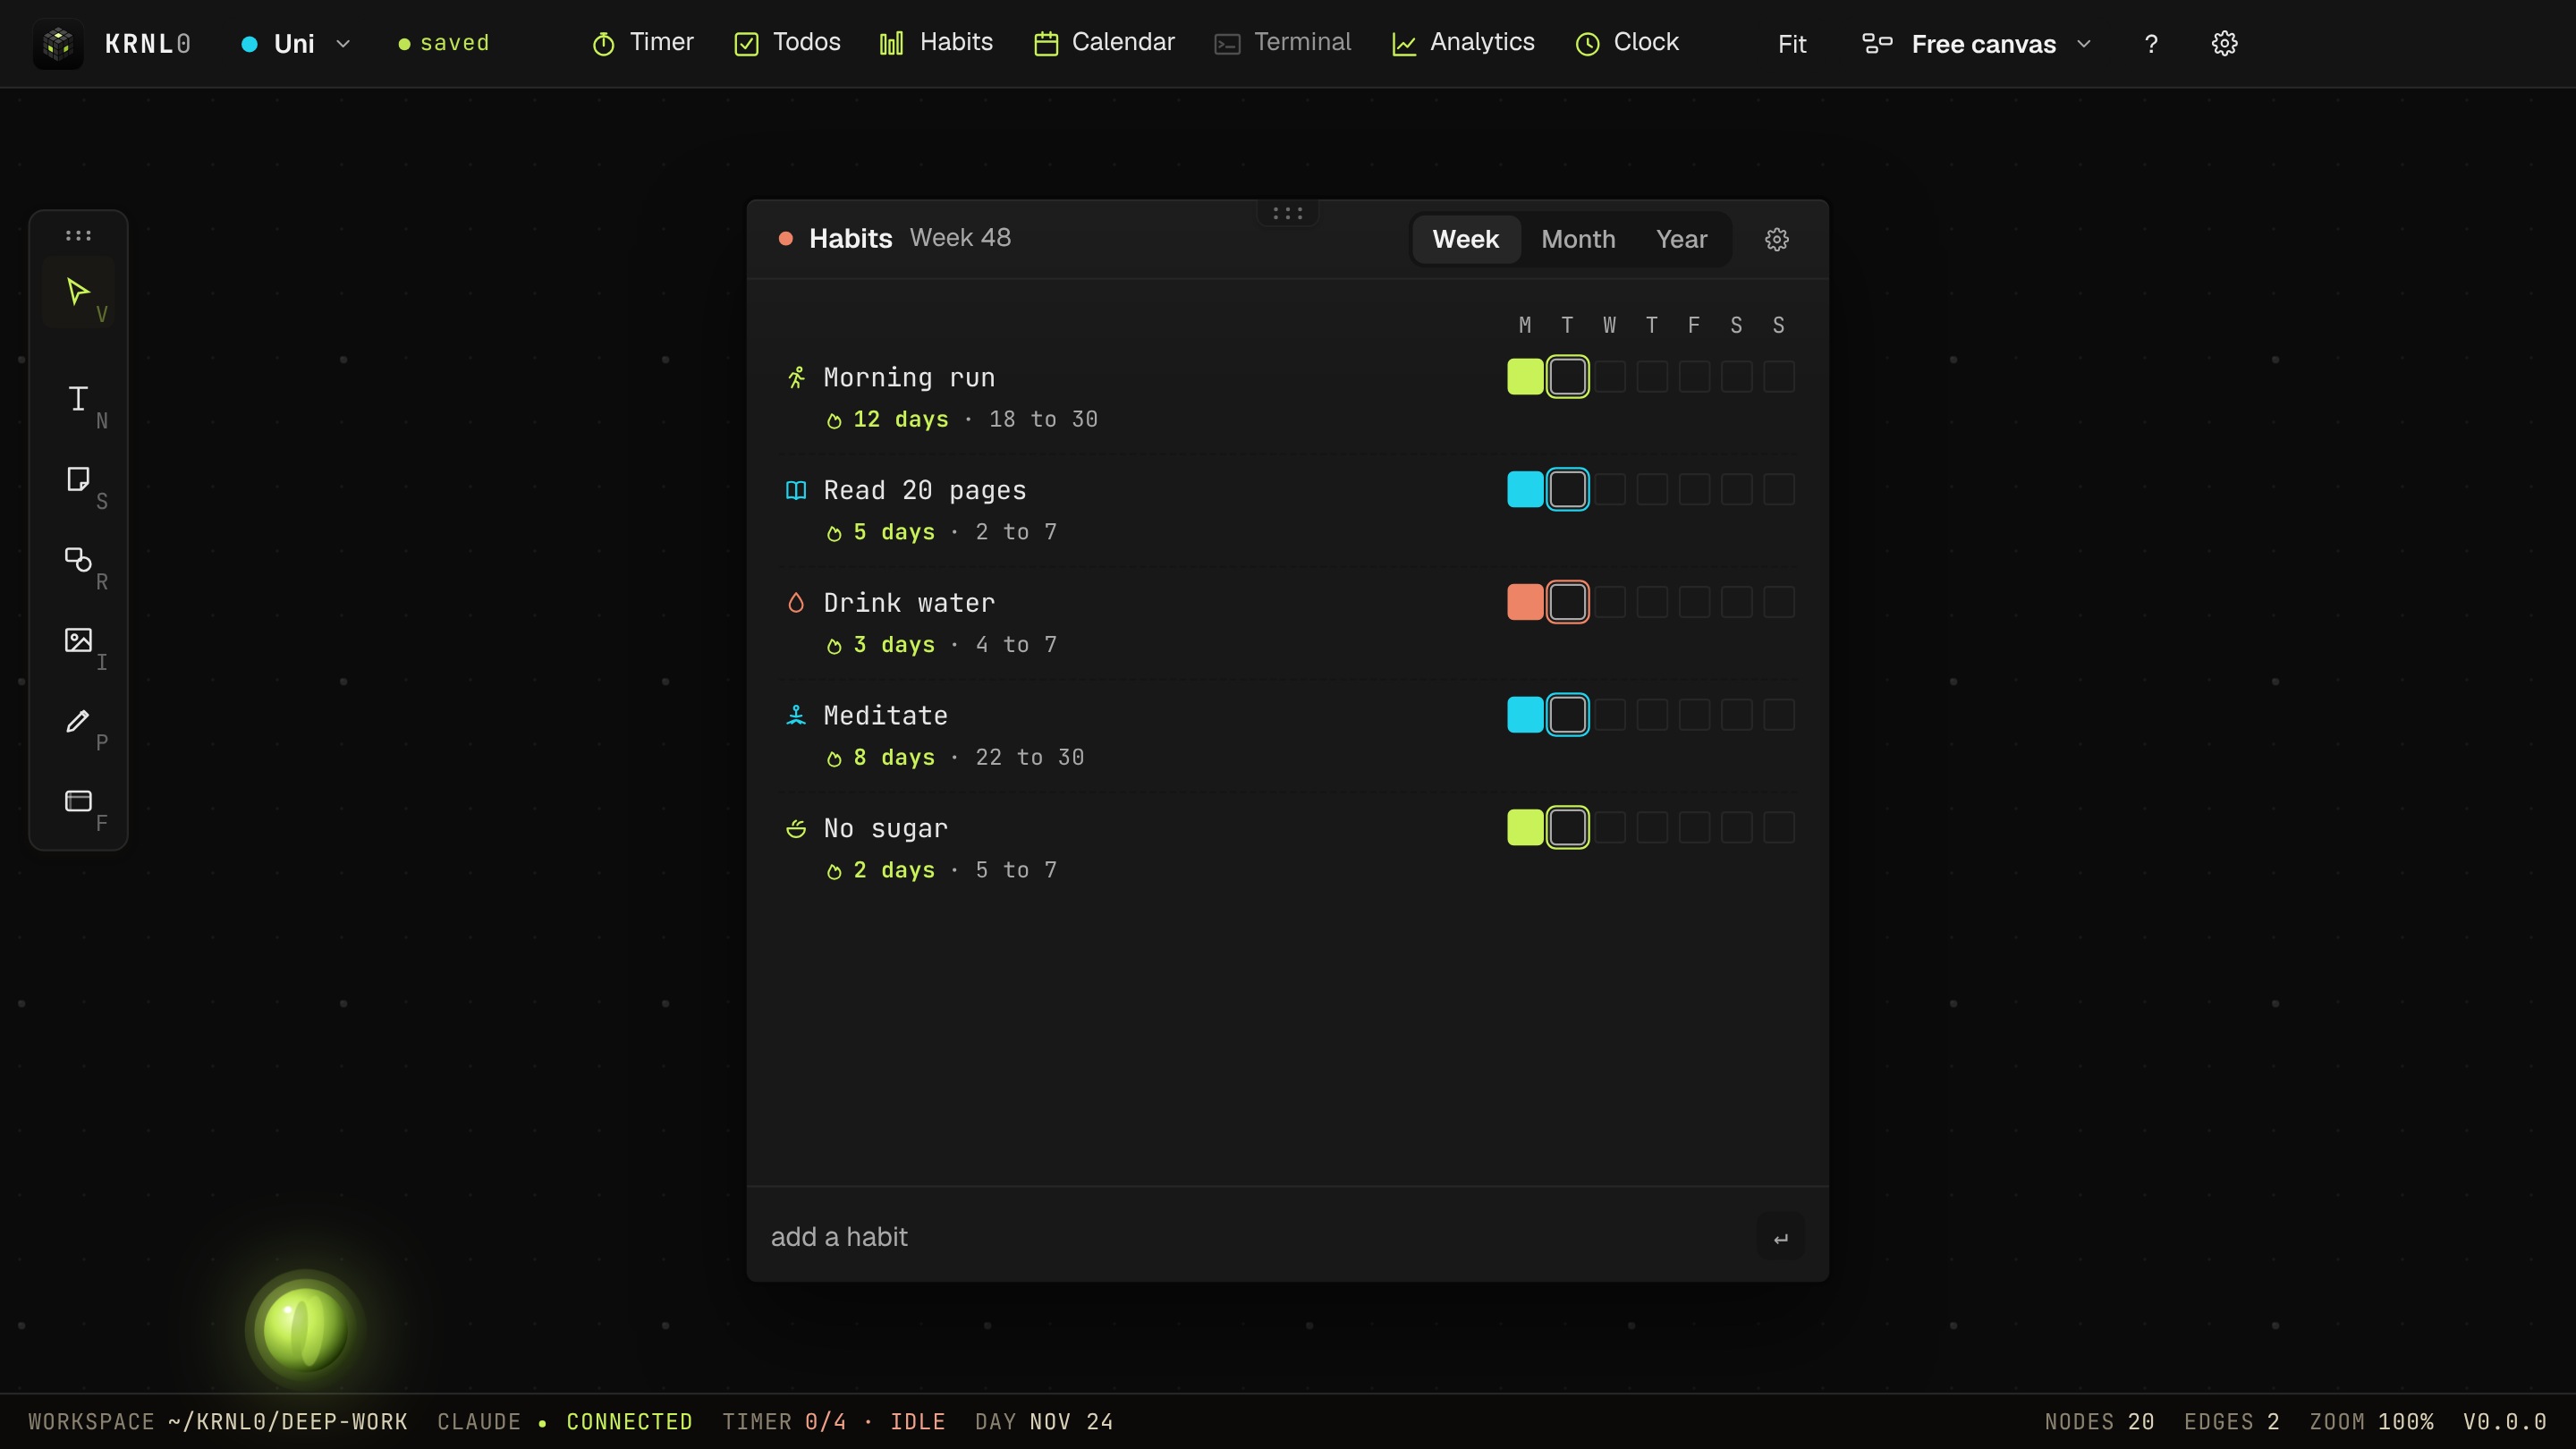 KRNL0 Uni saved Timer Todos Habits Calendar Terminal Analytics Clock Fit Free canvas ?
V
N
S
R
I
P
F
Habits Week 48 Week Month Year
M T W T F S S
Morning run
12 days · 18 to 30
Read 20 pages
5 days · 2 to 7
Drink water
3 days · 4 to 7
Meditate
8 days · 22 to 30
No sugar
2 days · 5 to 7
add a habit ↵
WORKSPACE ~/KRNL0/DEEP-WORK CLAUDE • CONNECTED TIMER 0/4 · IDLE DAY NOV 24 NODES 20 EDGES 2 ZOOM 100% V0.0.0